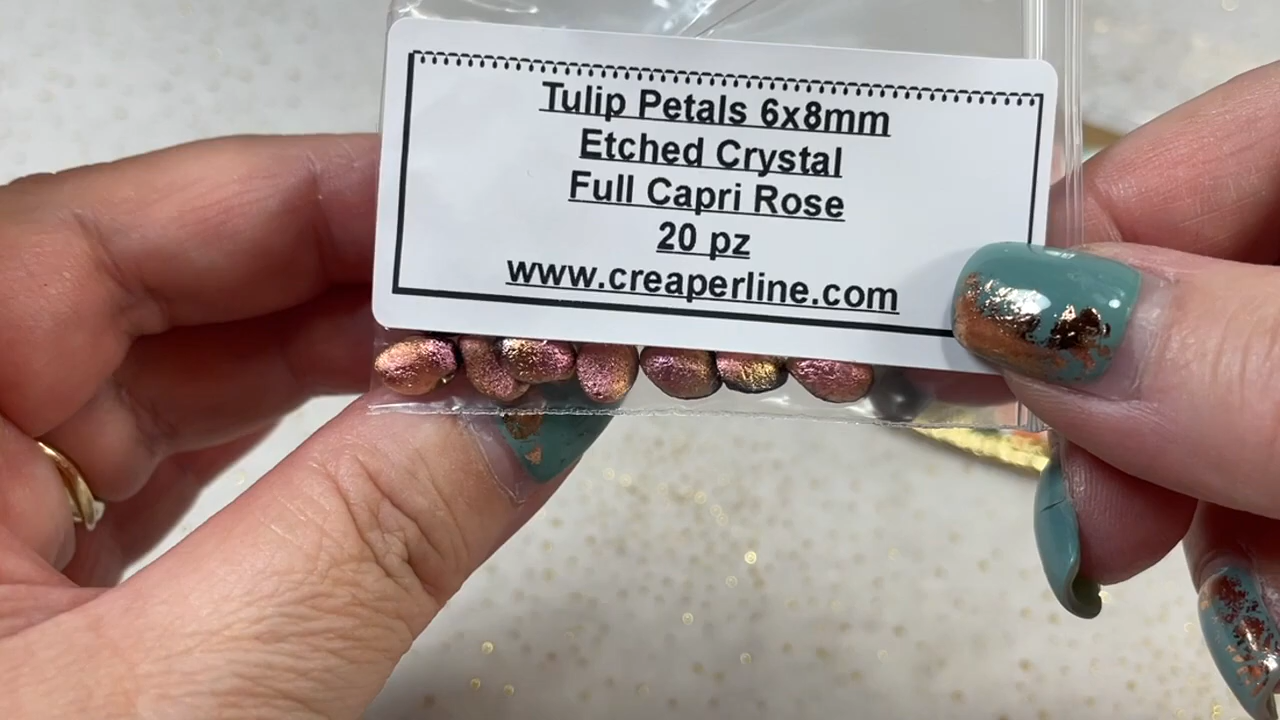 Tulip Petals 6x8mm
Etched Crystal
Full Capri Rose
20 pz
www.creaperline.com